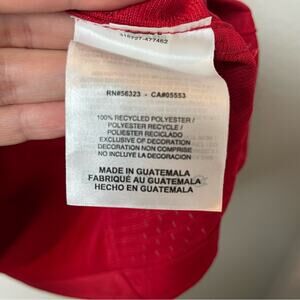 RN#56323 - CA#05553
100% RECYCLED POLYESTER /
POLYESTER RECYCLE /
POLIESTER RECICLADO
EXCLUSIVE OF DECORATION
DECORATION NON COMPRISE
NO INCLUYE LA DECORACION
MADE IN GUATEMALA
FABRIQUÉ AU GUATEMALA
HECHO EN GUATEMALA